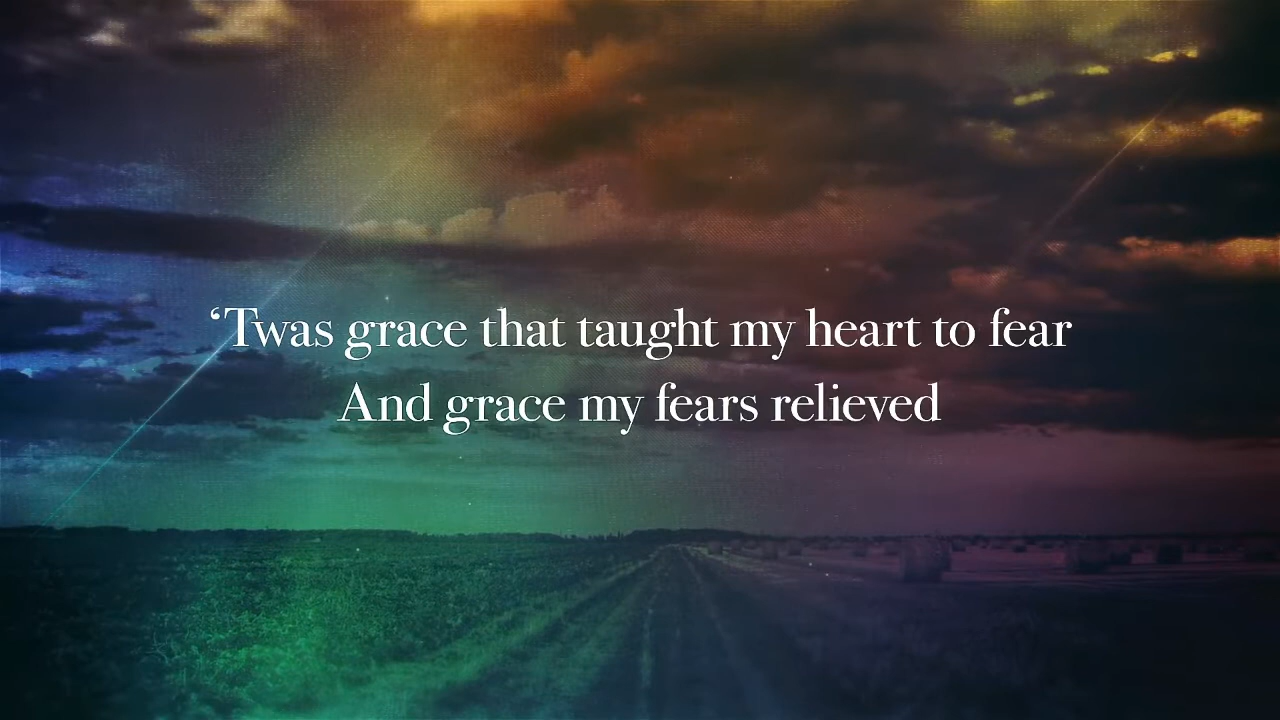 ‘Twas grace that taught my heart to fear
And grace my fears relieved